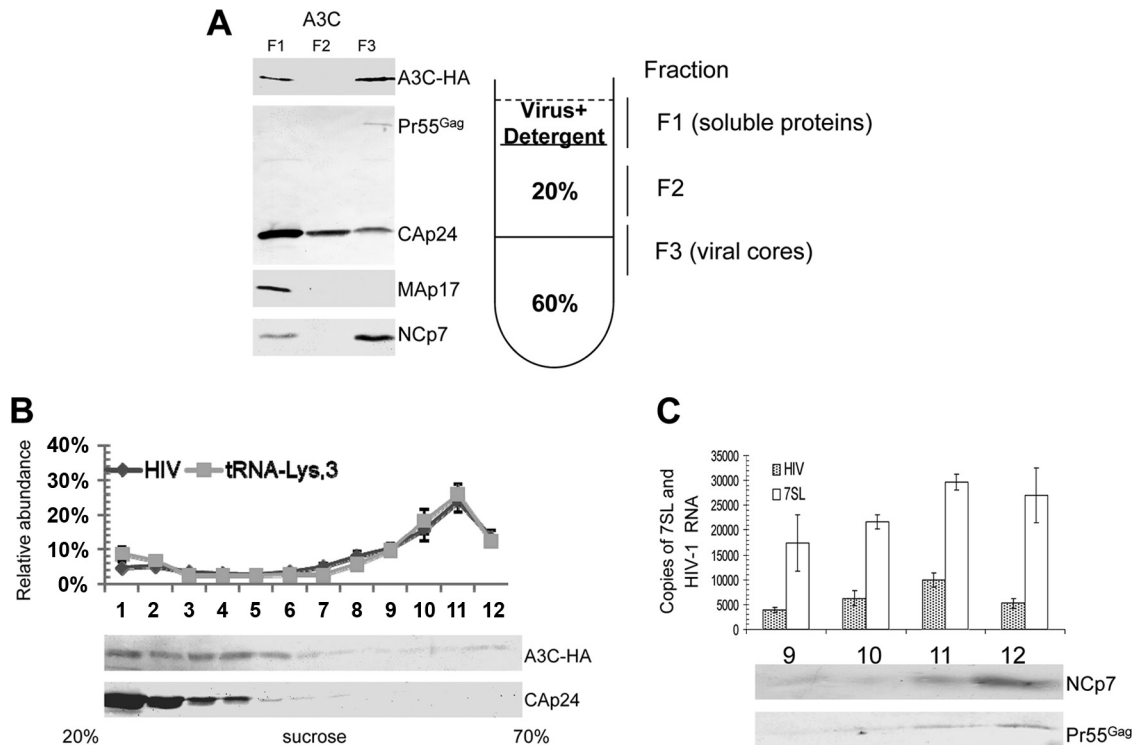 A
A3C
F1 F2 F3
A3C-HA
Pr55Gag
CAp24
MAp17
NCp7
Virus+
Detergent
20%
60%
Fraction
F1 (soluble proteins)
F2
F3 (viral cores)
B
Relative abundance
40%
30%
20%
10%
0%
HIV tRNA-Lys,3
1 2 3 4 5 6 7 8 9 10 11 12
A3C-HA
CAp24
20% sucrose 70%
C
Copies of 7SL and
HIV-1 RNA
35000
30000
25000
20000
15000
10000
5000
0
HIV
7SL
9 10 11 12
NCp7
Pr55Gag